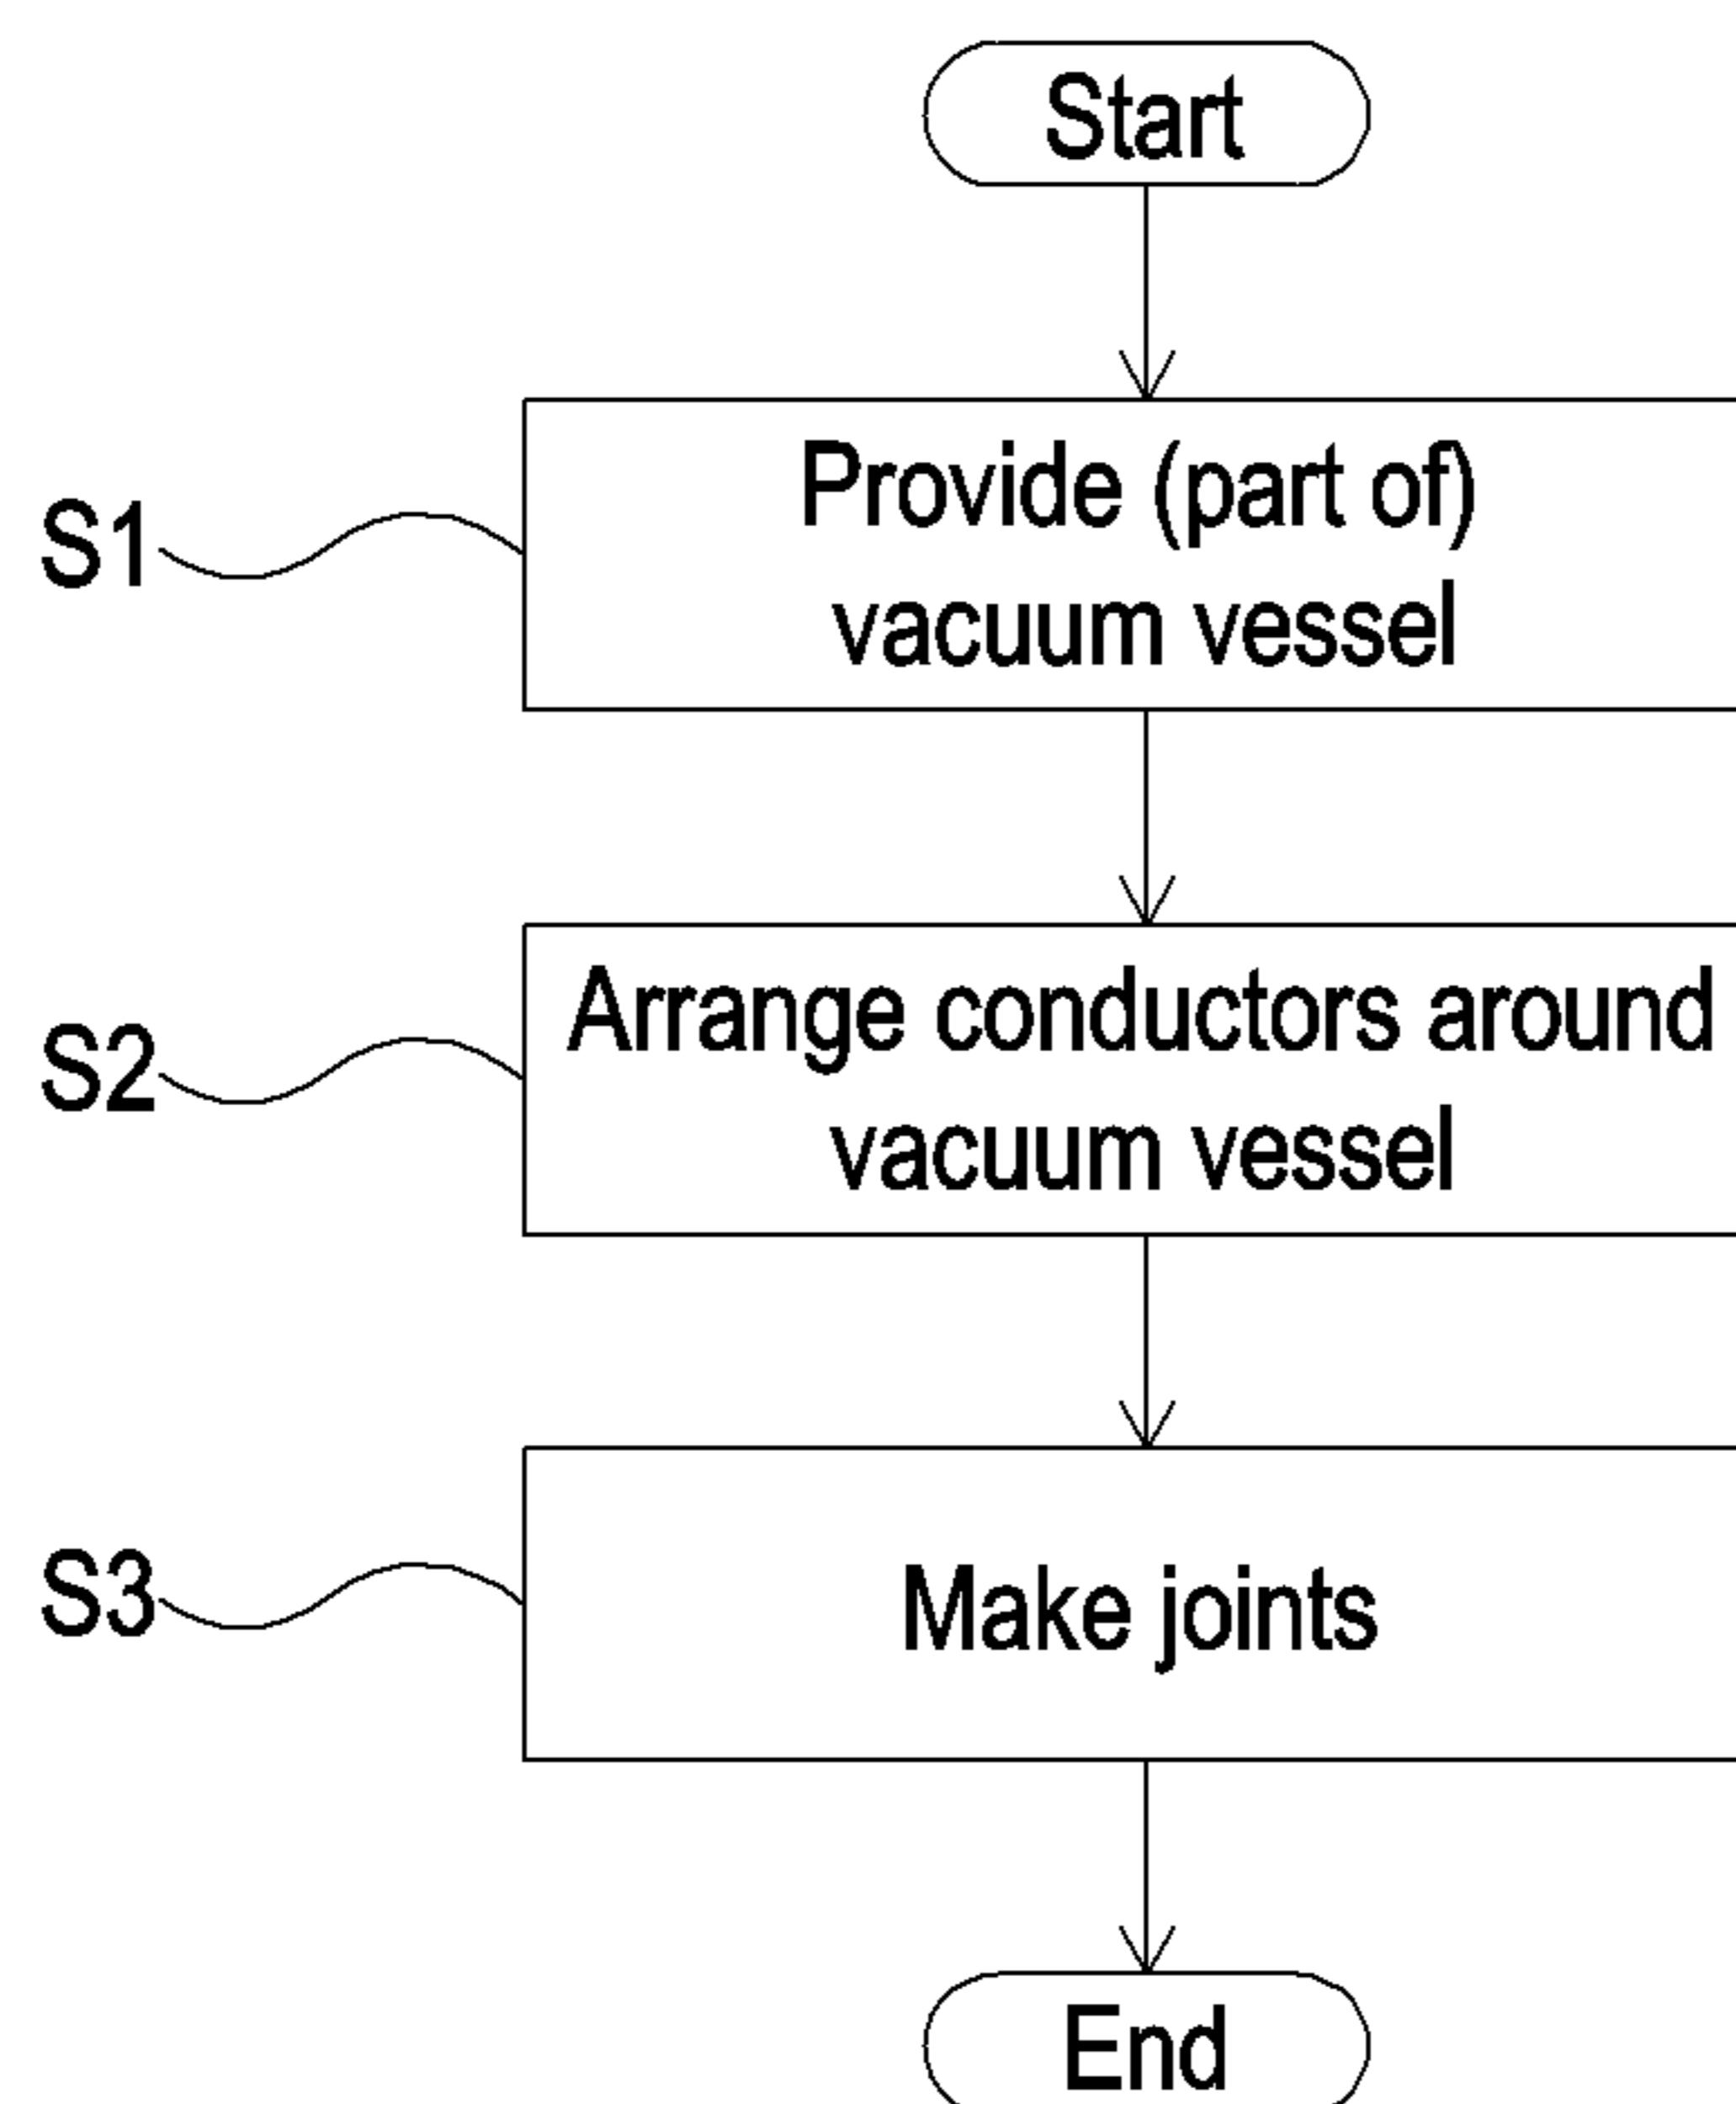 Start
S1
Provide (part of)
vacuum vessel
S2
Arrange conductors around
vacuum vessel
S3
Make joints
End